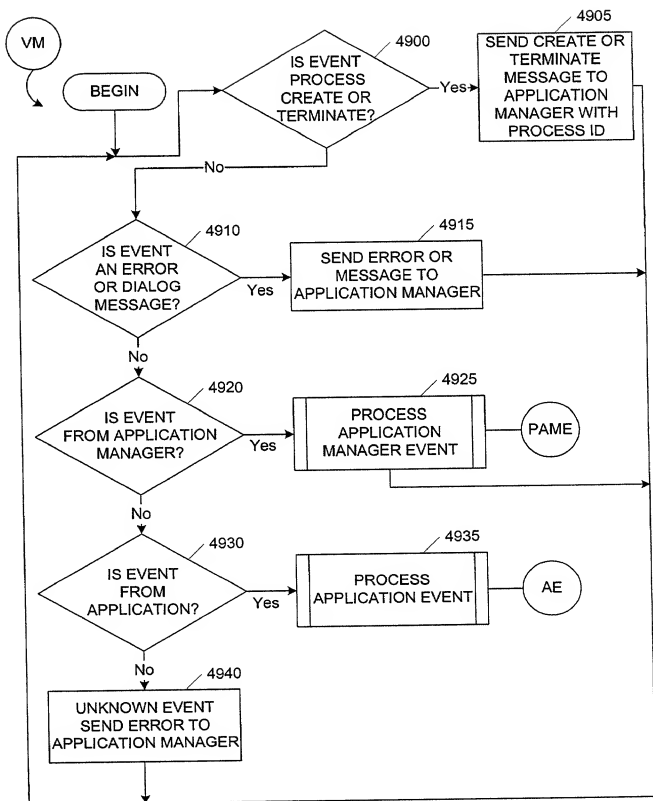 VM
BEGIN
4900
IS EVENT
PROCESS
CREATE OR
TERMINATE?
Yes
4905
SEND CREATE OR
TERMINATE
MESSAGE TO
APPLICATION
MANAGER WITH
PROCESS ID
No
4910
IS EVENT
AN ERROR
OR DIALOG
MESSAGE?
Yes
4915
SEND ERROR OR
MESSAGE TO
APPLICATION MANAGER
No
4920
IS EVENT
FROM APPLICATION
MANAGER?
Yes
4925
PROCESS
APPLICATION
MANAGER EVENT
PAME
No
4930
IS EVENT
FROM
APPLICATION?
Yes
4935
PROCESS
APPLICATION EVENT
AE
No
4940
UNKNOWN EVENT
SEND ERROR TO
APPLICATION MANAGER